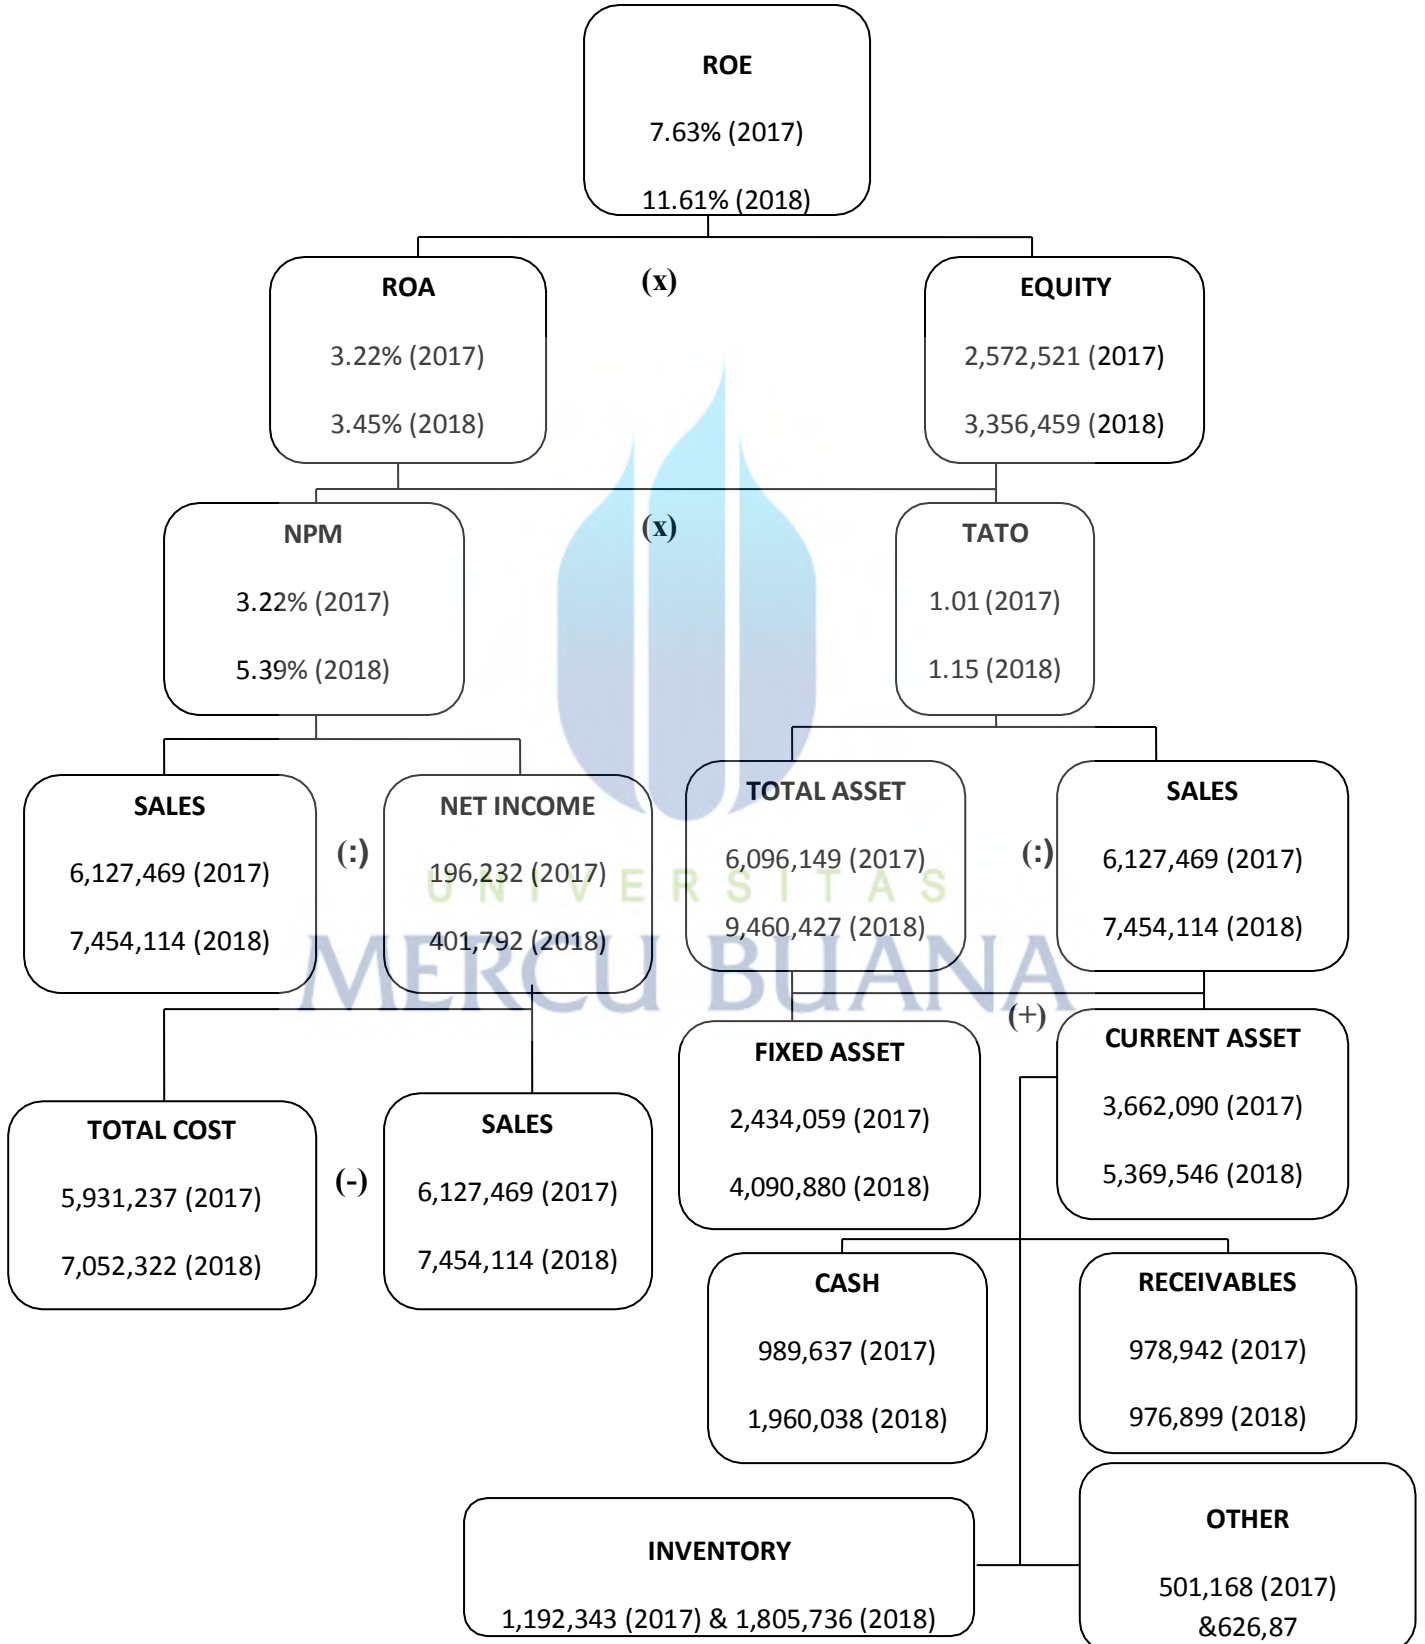 ROE
7.63% (2017)
11.61% (2018)
ROA
3.22% (2017)
3.45% (2018)
(x)
EQUITY
2,572,521 (2017)
3,356,459 (2018)
NPM
3.22% (2017)
5.39% (2018)
(x)
TATO
1.01 (2017)
1.15 (2018)
SALES
6,127,469 (2017)
7,454,114 (2018)
(:)
NET INCOME
196,232 (2017)
401,792 (2018)
TOTAL ASSET
6,096,149 (2017)
9,460,427 (2018)
(:)
SALES
6,127,469 (2017)
7,454,114 (2018)
UNIVERSITAS
MERCU BUANA
TOTAL COST
5,931,237 (2017)
7,052,322 (2018)
(-)
SALES
6,127,469 (2017)
7,454,114 (2018)
FIXED ASSET
2,434,059 (2017)
4,090,880 (2018)
(+)
CURRENT ASSET
3,662,090 (2017)
5,369,546 (2018)
CASH
989,637 (2017)
1,960,038 (2018)
RECEIVABLES
978,942 (2017)
976,899 (2018)
INVENTORY
1,192,343 (2017) & 1,805,736 (2018)
OTHER
501,168 (2017)
&626,87